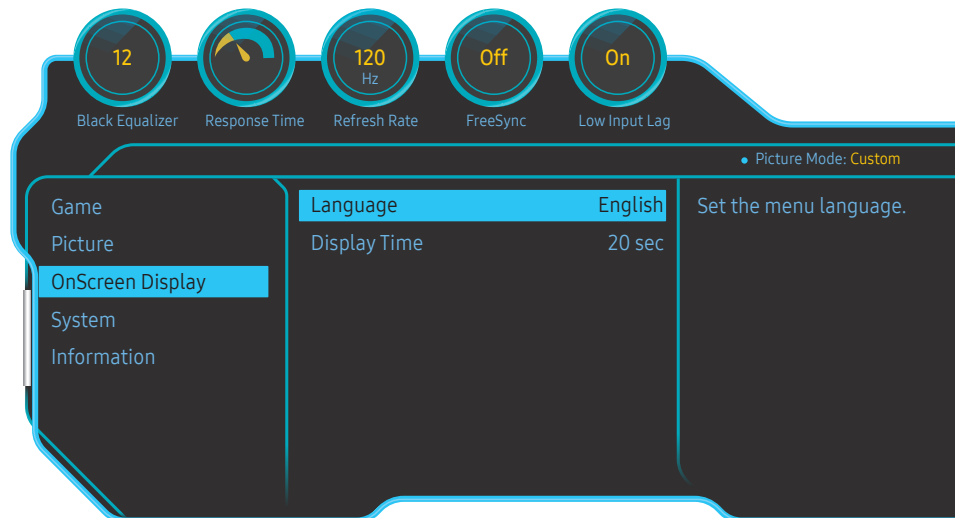 12
120
Hz
Off
On
Black Equalizer
Response Time
Refresh Rate
FreeSync
Low Input Lag
• Picture Mode: Custom
Game
Picture
OnScreen Display
System
Information
Language English
Display Time 20 sec
Set the menu language.